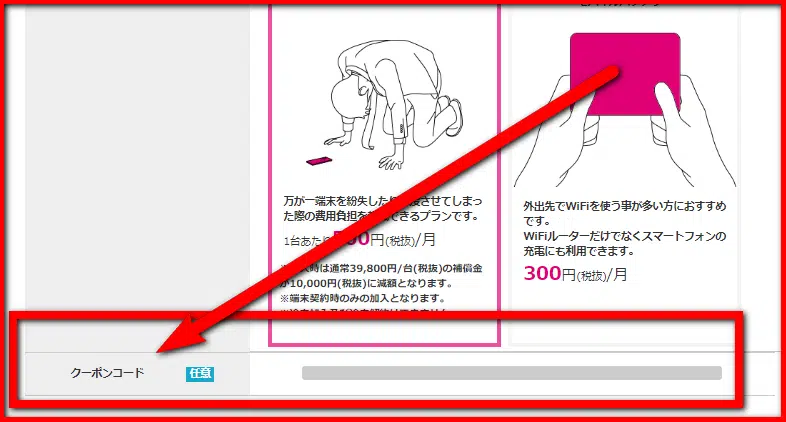 万が一端末を紛失した
させてしまっ
た際の費用負担を
できるプランです。
1台あたり
00円(税抜)/月
時は通常39,800円/台(税抜)の補償金
が10,000円(税抜)に減額となります。
※端末契約時のみの加入となります。
外出先でWiFiを使う事が多い方におすすめ
です。
WiFiルーターだけでなくスマートフォンの
充電にも利用できます。
300円(税抜)/月
クーポンコード
任意